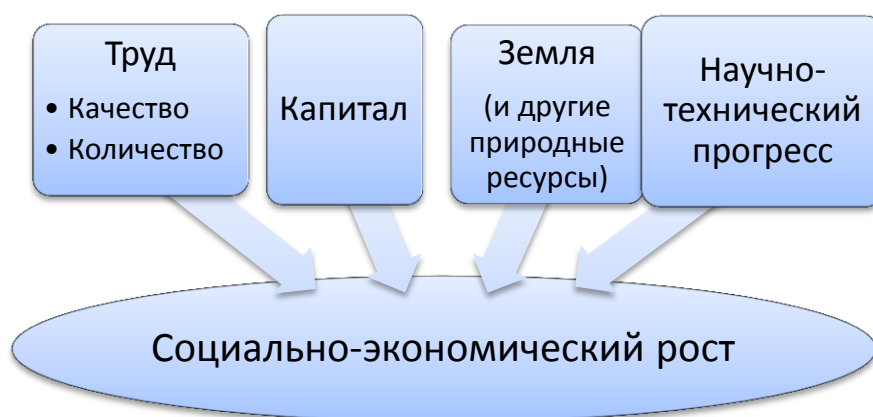 Труд
• Качество
• Количество
Капитал
Земля
(и другие
природные
ресурсы)
Научно-
технический
прогресс
Социально-экономический рост